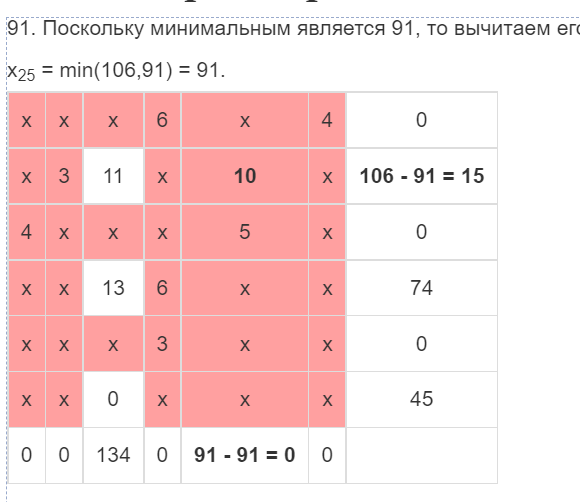 91. Поскольку минимальным является 91, то вычитаем его
x25 = min(106,91) = 91.
x x x 6 x 4 0
x 3 11 x 10 x 106 - 91 = 15
4 x x x 5 x 0
x x 13 6 x x 74
x x x 3 x x 0
x x 0 x x x 45
0 0 134 0 91 - 91 = 0 0